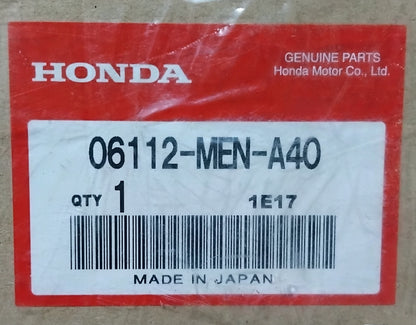 HONDA
GENUINE PARTS
Honda Motor Co., Ltd.
06112-MEN-A40
QTY 1 1E17
MADE IN JAPAN